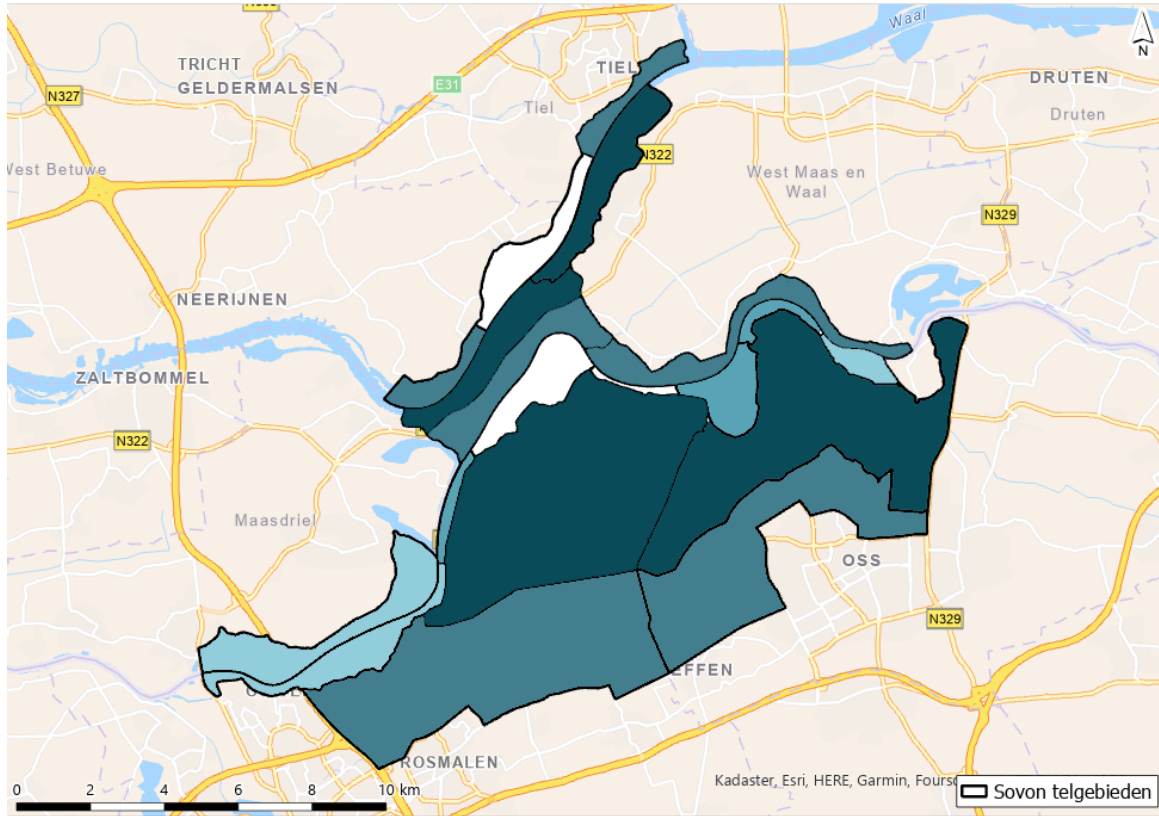 Waal
N
TIEL
TRICHT
GELDERMALSEN
E31
DRUTEN
N327
Tiel
Druten
N322
West Betuwe
West Maas en
Waal
N329
NEERIJNEN
ZALTBOMMEL
N322
Maasdriel
OSS
N329
EFFEN
ROSMALEN
Kadaster, Esri, HERE, Garmin, Foursq
Sovon telgebieden
0 2 4 6 8 10 km